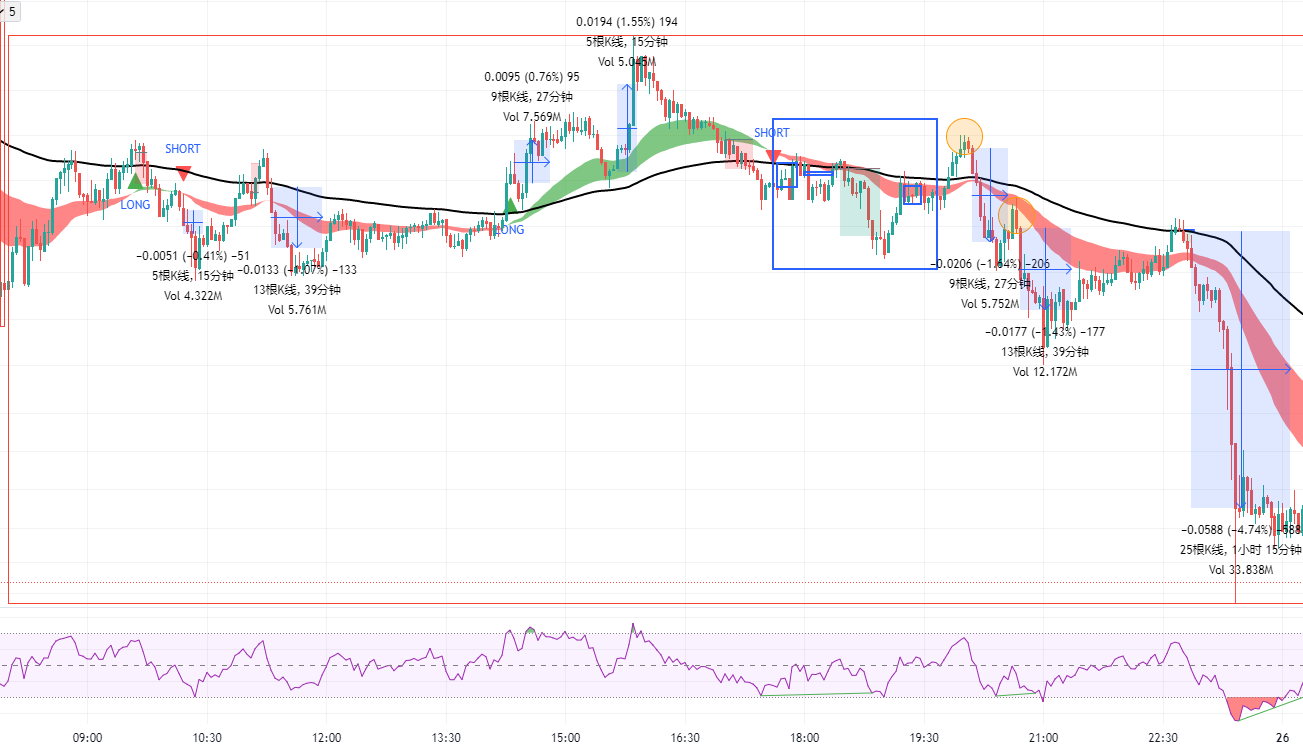 5
0.0194 (1.55%) 194
5根K线, 15分钟
Vol 5.045M
0.0095 (0.76%) 95
9根K线, 27分钟
Vol 7.569M
SHORT
SHORT
LONG
LONG
−0.0051 (−0.41%) −51
5根K线, 15分钟
Vol 4.322M
−0.0133 (−1.07%) −133
13根K线, 39分钟
Vol 5.761M
−0.0206 (−1.64%) −206
9根K线, 27分钟
Vol 5.752M
−0.0177 (−1.43%) −177
13根K线, 39分钟
Vol 12.172M
−0.0588 (−4.74%) −588
25根K线, 1小时 15分钟
Vol 33.838M
09:00 10:30 12:00 13:30 15:00 16:30 18:00 19:30 21:00 22:30 26